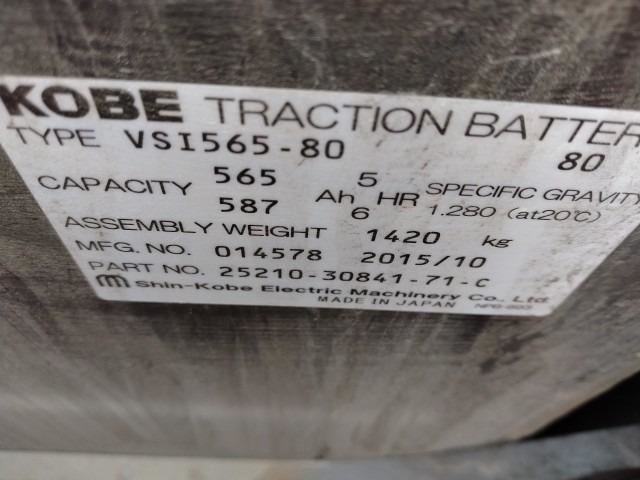 KOBE TRACTION BATTER
TYPE VSI565-80 80
CAPACITY 565 587 Ah 5 6 HR SPECIFIC GRAVITY 1.280 (at20℃)
ASSEMBLY WEIGHT 1420 kg
MFG. NO. 014578 2015/10
PART NO. 25210-30841-71-C
Shin-Kobe Electric Machinery Co., Ltd.
MADE IN JAPAN